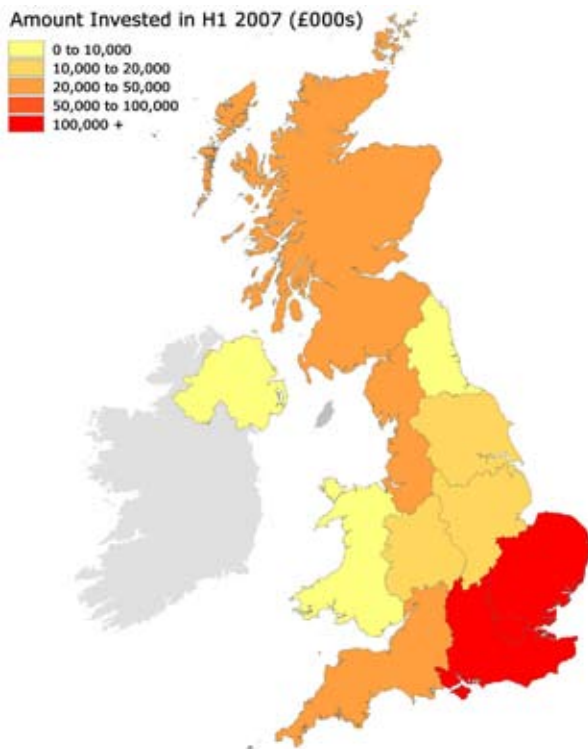 Amount Invested in H1 2007 (£000s)
0 to 10,000
10,000 to 20,000
20,000 to 50,000
50,000 to 100,000
100,000 +